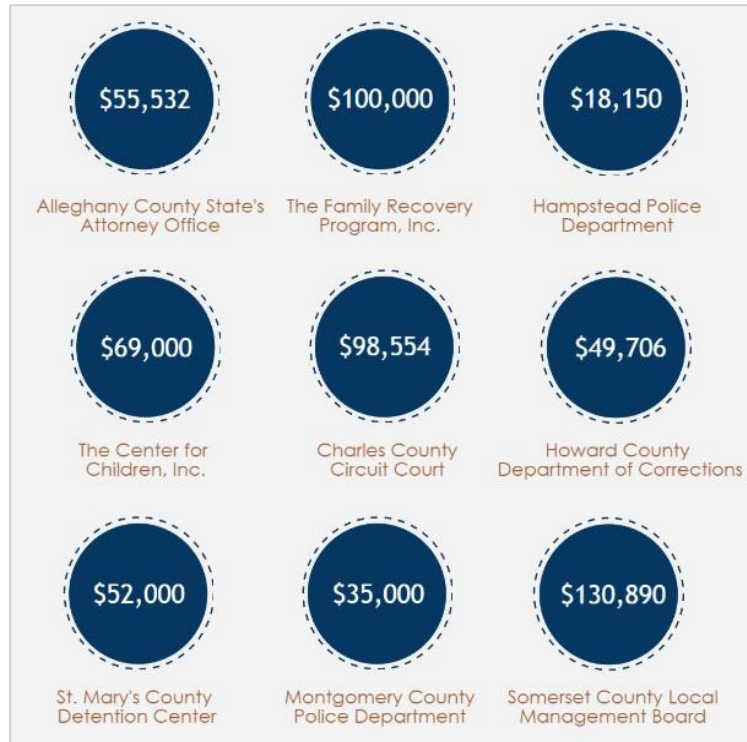 $55,532
$100,000
$18,150
Alleghany County State's
Attorney Office
The Family Recovery
Program, Inc.
Hampstead Police
Department
$69,000
$98,554
$49,706
The Center for
Children, Inc.
Charles County
Circuit Court
Howard County
Department of Corrections
$52,000
$35,000
$130,890
St. Mary's County
Detention Center
Montgomery County
Police Department
Somerset County Local
Management Board